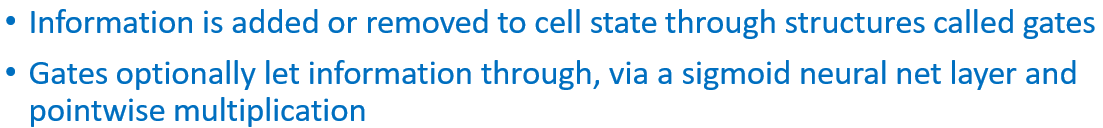 • Information is added or removed to cell state through structures called gates
• Gates optionally let information through, via a sigmoid neural net layer and
pointwise multiplication